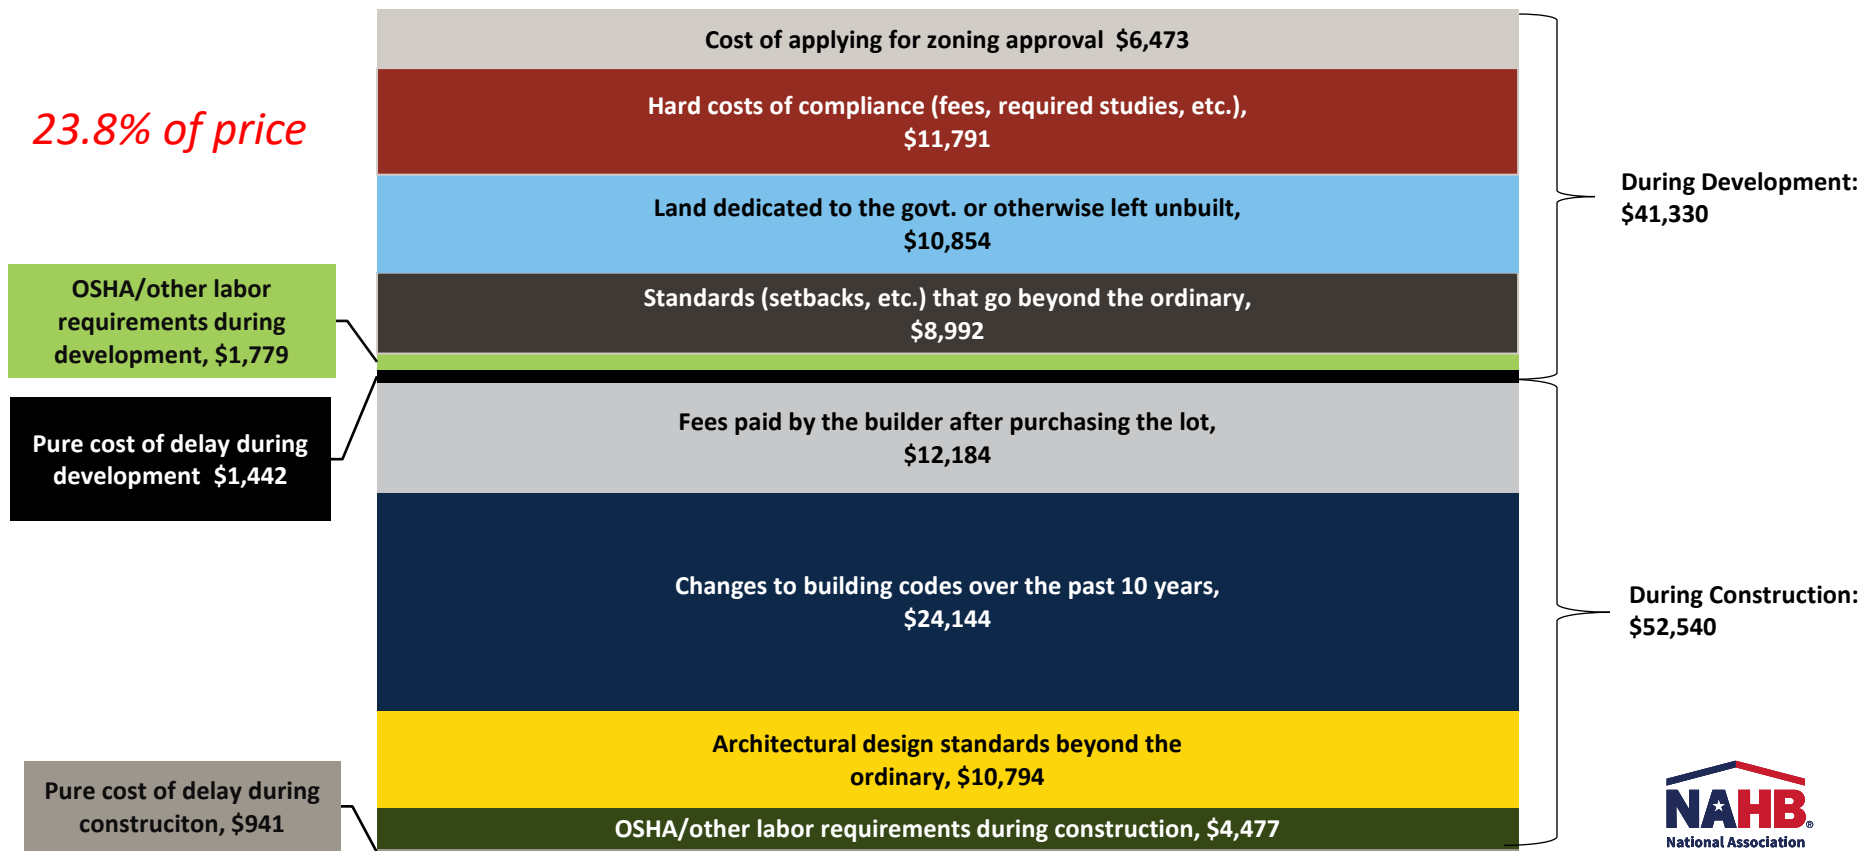 Cost of applying for zoning approval  $6,473
23.8% of price
Hard costs of compliance (fees, required studies, etc.),
$11,791
During Development:
$41,330
Land dedicated to the govt. or otherwise left unbuilt,
$10,854
OSHA/other labor
requirements during
development, $1,779
Standards (setbacks, etc.) that go beyond the ordinary,
$8,992
Pure cost of delay during
development  $1,442
Fees paid by the builder after purchasing the lot,
$12,184
Changes to building codes over the past 10 years,
$24,144
During Construction:
$52,540
Architectural design standards beyond the
ordinary, $10,794
Pure cost of delay during
construciton, $941
OSHA/other labor requirements during construction, $4,477
NAHB®
National Association